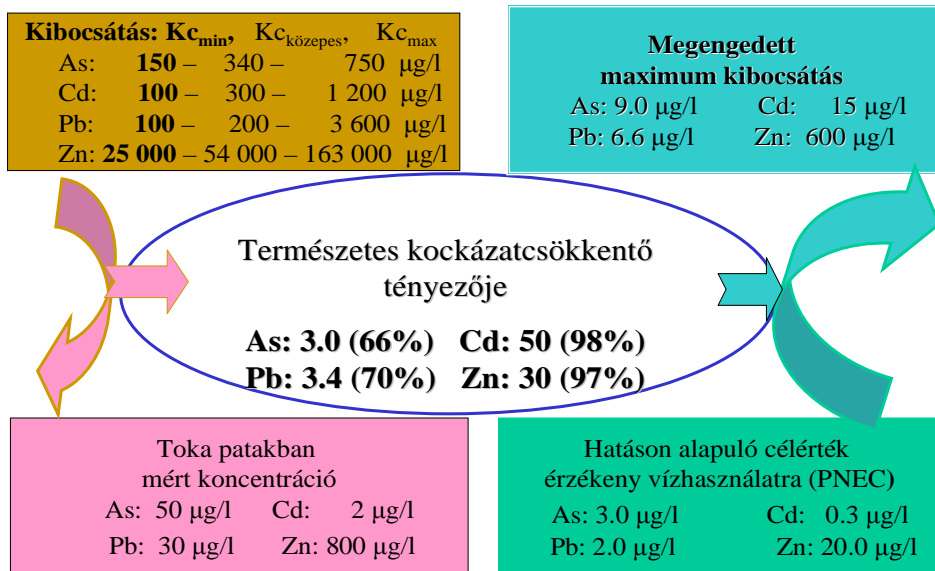 Kibocsátás: Kcmin, Kcközepes, Kcmax
As: 150 – 340 – 750 µg/l
Cd: 100 – 300 – 1 200 µg/l
Pb: 100 – 200 – 3 600 µg/l
Zn: 25 000 – 54 000 – 163 000 µg/l
Megengedett
maximum kibocsátás
As: 9.0 µg/l Cd: 15 µg/l
Pb: 6.6 µg/l Zn: 600 µg/l
Természetes kockázatcsökkentő
tényezője
As: 3.0 (66%) Cd: 50 (98%)
Pb: 3.4 (70%) Zn: 30 (97%)
Toka patakban
mért koncentráció
As: 50 µg/l Cd: 2 µg/l
Pb: 30 µg/l Zn: 800 µg/l
Hatáson alapuló célérték
érzékeny vízhasználatra (PNEC)
As: 3.0 µg/l Cd: 0.3 µg/l
Pb: 2.0 µg/l Zn: 20.0 µg/l